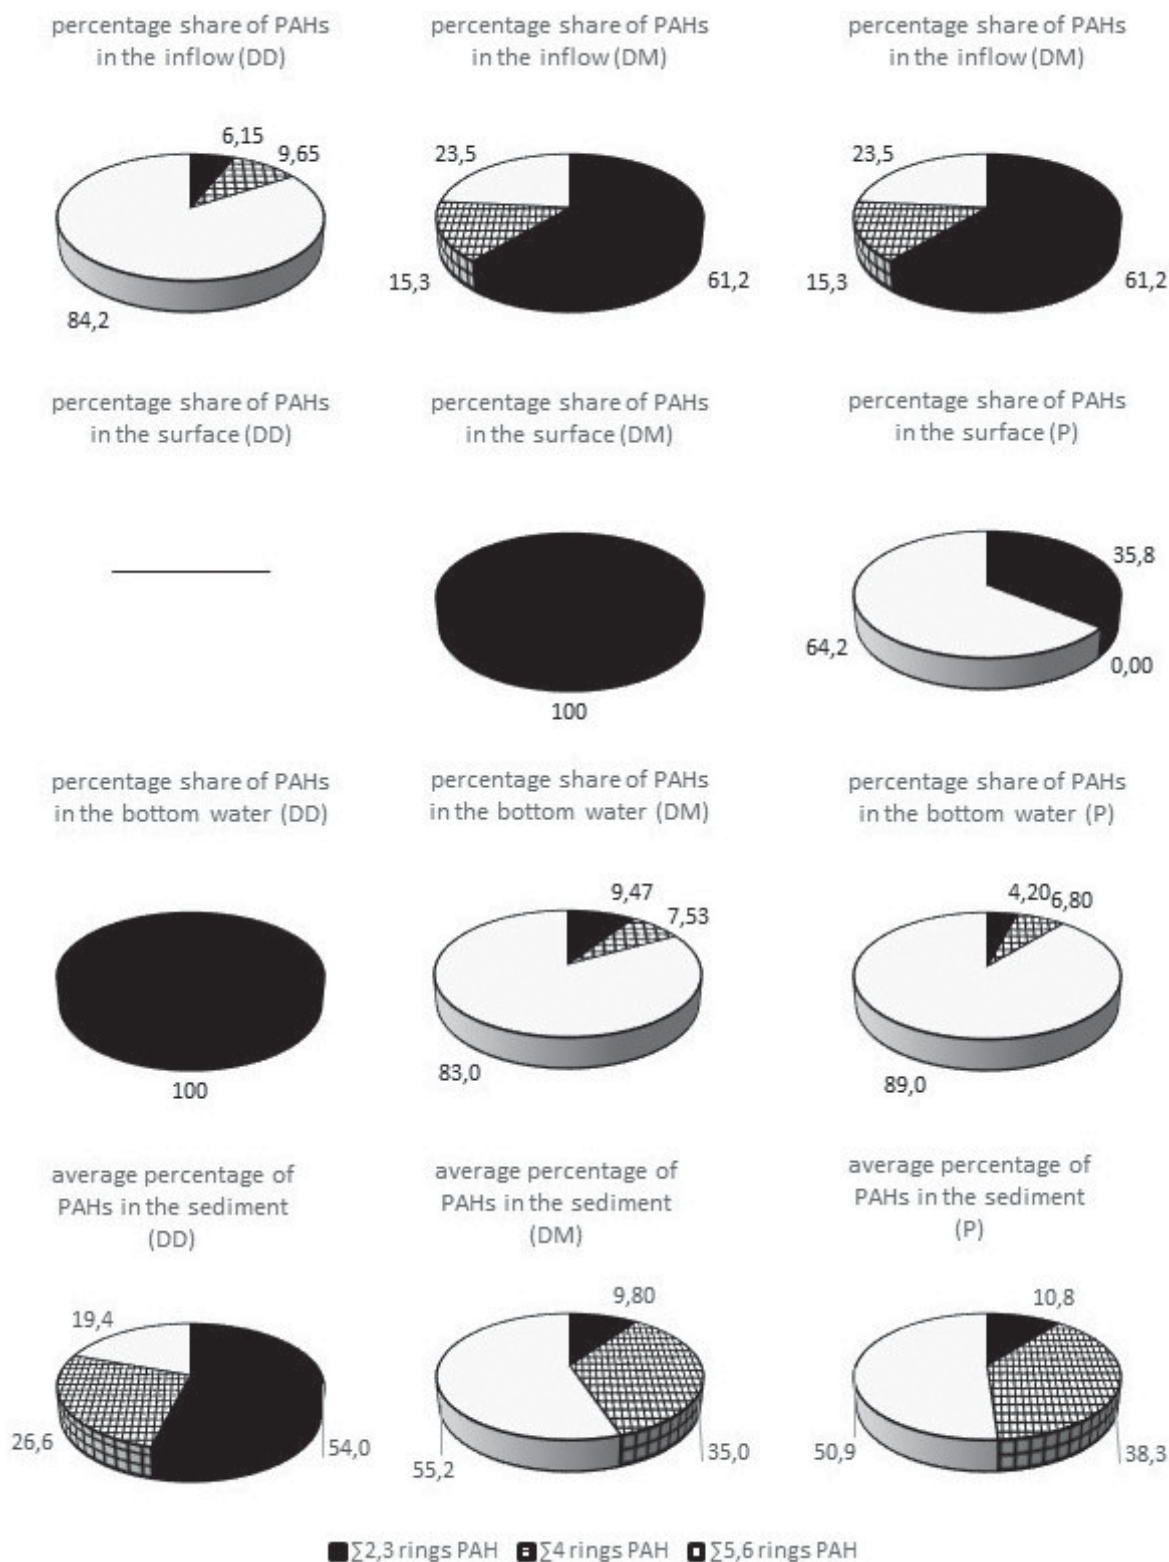 percentage share of PAHs
in the inflow (DD)
percentage share of PAHs
in the inflow (DM)
percentage share of PAHs
in the inflow (DM)
6,15
9,65
84,2
23,5
15,3
61,2
23,5
15,3
61,2
percentage share of PAHs
in the surface (DD)
percentage share of PAHs
in the surface (DM)
percentage share of PAHs
in the surface (P)
100
35,8
64,2
0,00
percentage share of PAHs
in the bottom water (DD)
percentage share of PAHs
in the bottom water (DM)
percentage share of PAHs
in the bottom water (P)
100
9,47
7,53
83,0
4,20
6,80
89,0
average percentage of
PAHs in the sediment
(DD)
average percentage of
PAHs in the sediment
(DM)
average percentage of
PAHs in the sediment
(P)
19,4
26,6
54,0
9,80
55,2
35,0
10,8
50,9
38,3
∑2,3 rings PAH ∑4 rings PAH ∑5,6 rings PAH